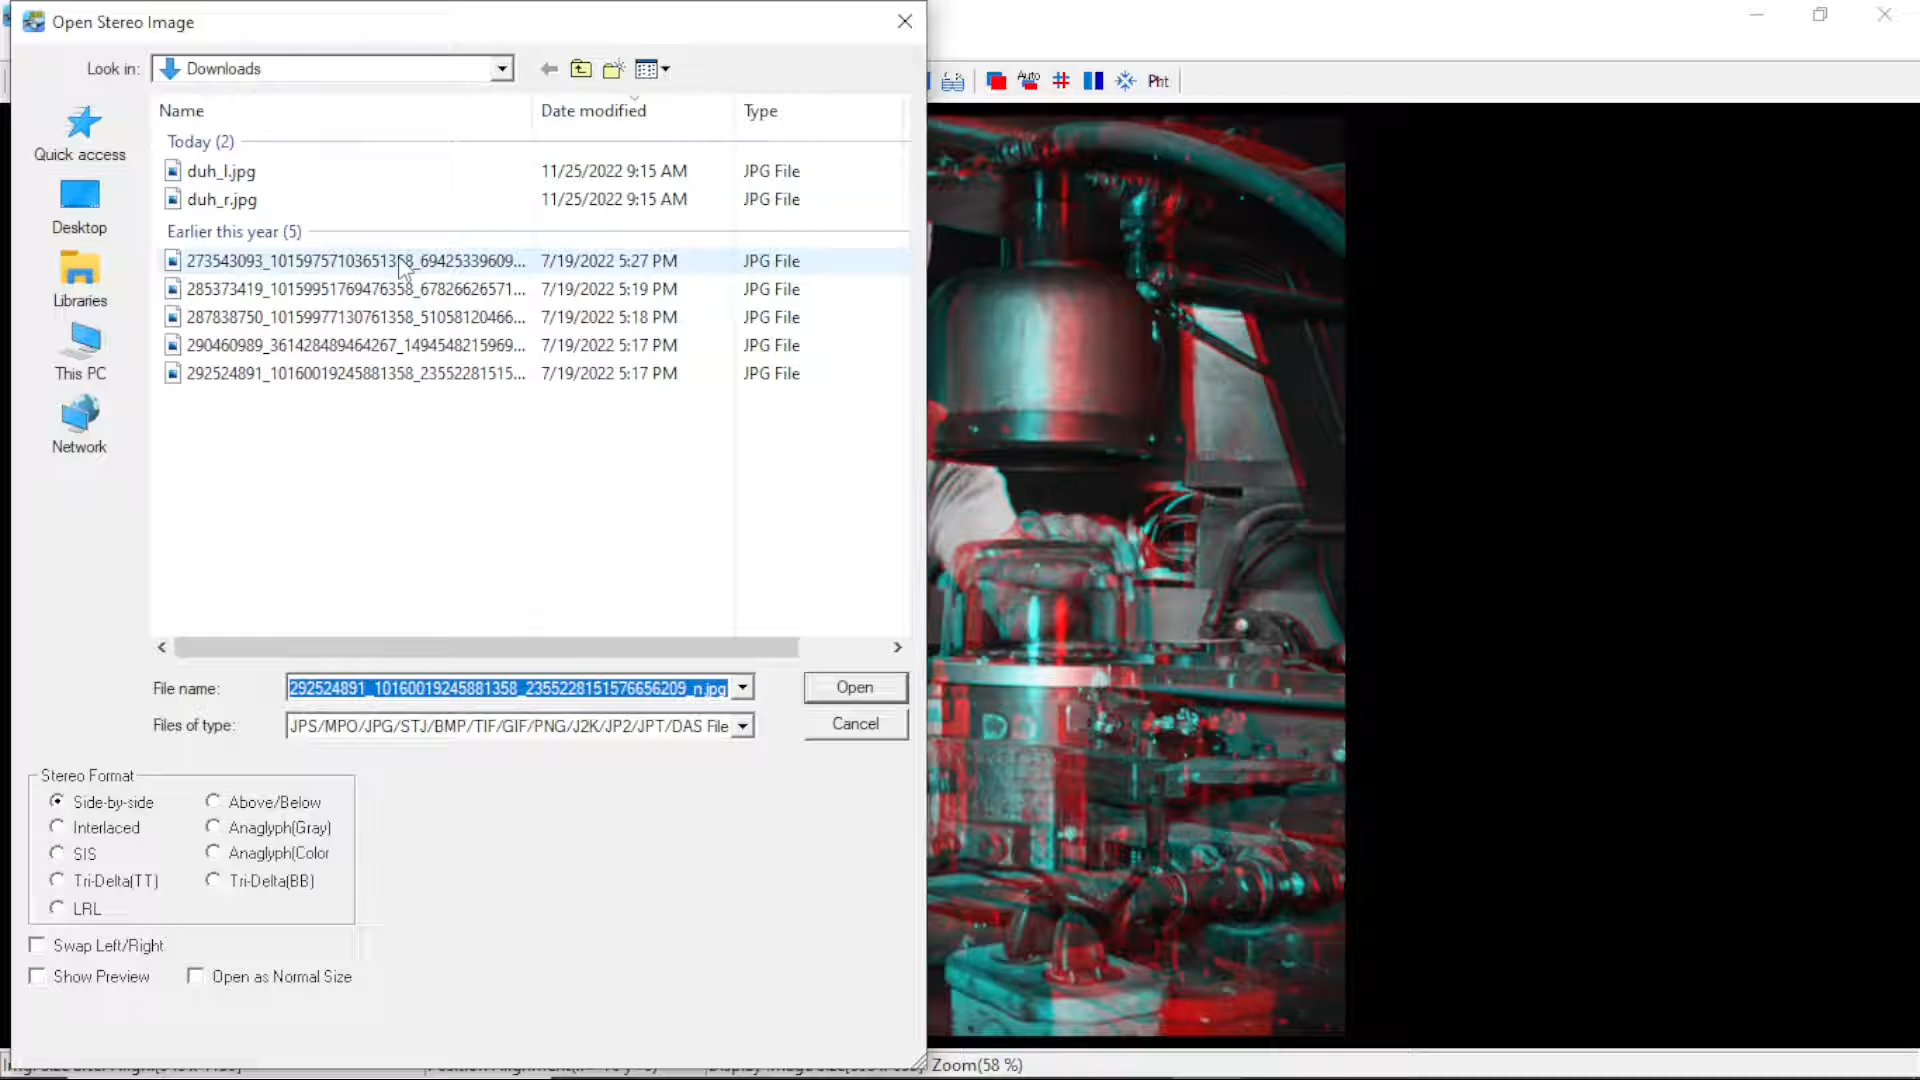 Open Stereo Image
Look in: Downloads
Auto
Pht
Quick access
Desktop
Libraries
This PC
Network
Name Date modified Type
Today (2)
duh_l.jpg 11/25/2022 9:15 AM JPG File
duh_r.jpg 11/25/2022 9:15 AM JPG File
Earlier this year (5)
273543093_10159757103651358_69425339609... 7/19/2022 5:27 PM JPG File
285373419_10159951769476358_67826626571... 7/19/2022 5:19 PM JPG File
287838750_10159977130761358_51058120466... 7/19/2022 5:18 PM JPG File
290460989_361428489464267_1494548215969... 7/19/2022 5:17 PM JPG File
292524891_10160019245881358_23552281515... 7/19/2022 5:17 PM JPG File
File name: 292524891_10160019245881358_2355228151576656209_n.jpg Open
Files of type: JPS/MPO/JPG/STJ/BMP/TIF/GIF/PNG/J2K/JP2/JPT/DAS File Cancel
Stereo Format
Side-by-side Above/Below
Interlaced Anaglyph(Gray)
SIS Anaglyph(Color
Tri-Delta(TT) Tri-Delta(BB)
LRL
Swap Left/Right
Show Preview Open as Normal Size
Zoom(58 %)